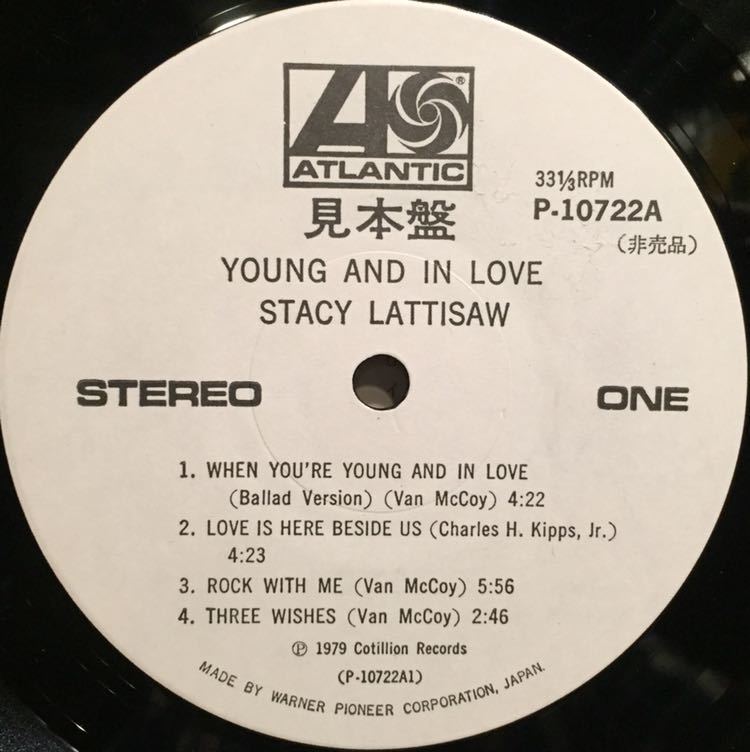 ATLANTIC ®
見本盤
33⅓RPM
P-10722A
(非売品)
YOUNG AND IN LOVE
STACY LATTISAW
STEREO
ONE
1. WHEN YOU'RE YOUNG AND IN LOVE
(Ballad Version) (Van McCoy) 4:22
2. LOVE IS HERE BESIDE US (Charles H. Kipps, Jr.)
4:23
3. ROCK WITH ME (Van McCoy) 5:56
4. THREE WISHES (Van McCoy) 2:46
Ⓟ 1979 Cotillion Records
(P-10722A1)
MADE BY WARNER PIONEER CORPORATION, JAPAN.